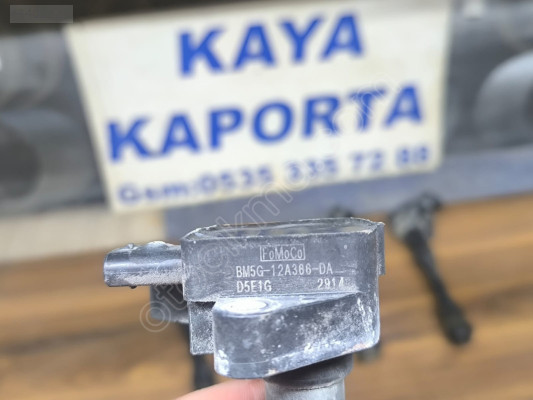 KAYA
KAPORTA
Gsm:0535 335 72 88
FoMoCo
BM5G-12A366-DA
D5E1G 2914